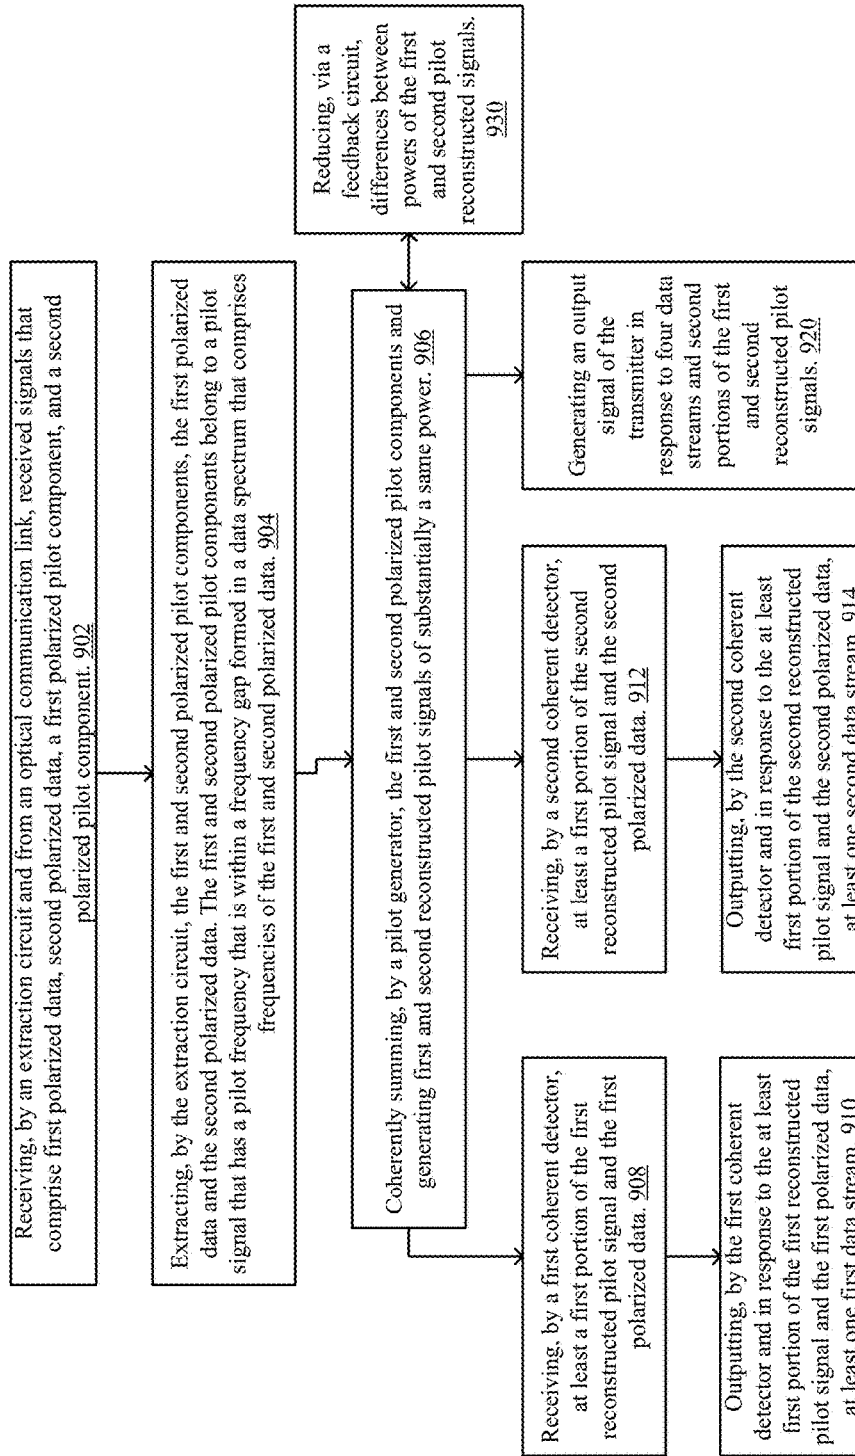 Receiving, by an extraction circuit and from an optical communication link, received signals that
comprise first polarized data, second polarized data, a first polarized pilot component, and a second
polarized pilot component. 902
Extracting, by the extraction circuit, the first and second polarized pilot components, the first polarized
data and the second polarized data. The first and second polarized pilot components belong to a pilot
signal that has a pilot frequency that is within a frequency gap formed in a data spectrum that comprises
frequencies of the first and second polarized data. 904
Coherently summing, by a pilot generator, the first and second polarized pilot components and
generating first and second reconstructed pilot signals of substantially a same power. 906
Reducing, via a
feedback circuit,
differences between
powers of the first
and second pilot
reconstructed signals.
930
Receiving, by a first coherent detector,
at least a first portion of the first
reconstructed pilot signal and the first
polarized data. 908
Receiving, by a second coherent detector,
at least a first portion of the second
reconstructed pilot signal and the second
polarized data. 912
Generating an output
signal of the
transmitter in
response to four data
streams and second
portions of the first
and second
reconstructed pilot
signals. 920
Outputting, by the first coherent
detector and in response to the at least
first portion of the first reconstructed
pilot signal and the first polarized data,
at least one first data stream. 910
Outputting, by the second coherent
detector and in response to the at least
first portion of the second reconstructed
pilot signal and the second polarized data,
at least one second data stream. 914